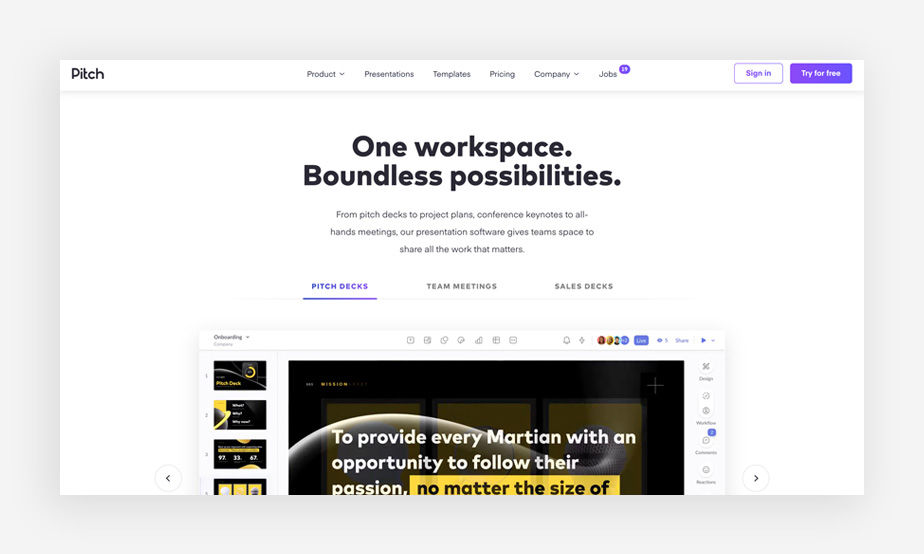 Pitch
Product
Presentations
Templates
Pricing
Company
Jobs
19
Sign in
Try for free
One workspace.
Boundless possibilities.
From pitch decks to project plans, conference keynotes to all-
hands meetings, our presentation software gives teams space to
share all the work that matters.
PITCH DECKS
TEAM MEETINGS
SALES DECKS
Onboarding
Company
Live
5
Share
1
Pitch Deck
2
What?
Why?
Why now?
3
97.
33.
67.
MISSION
To provide every Martian with an
opportunity to follow their
passion, no matter the size of
Design
Workflow
2
Comments
Reactions